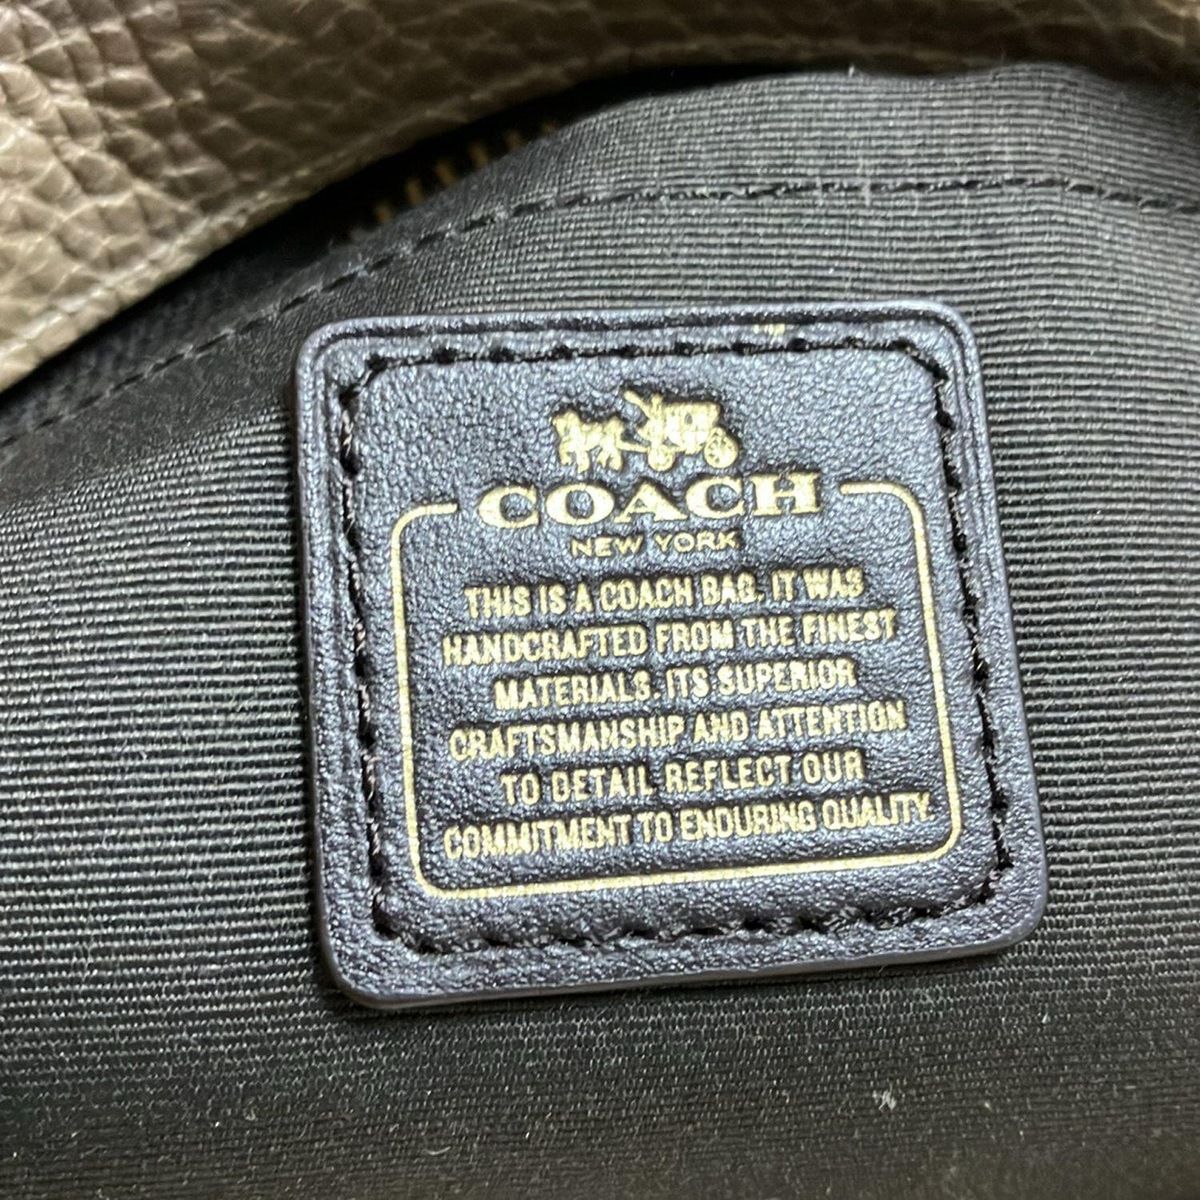 COACH
NEW YORK
THIS IS A COACH BAG. IT WAS
HANDCRAFTED FROM THE FINEST
MATERIALS. ITS SUPERIOR
CRAFTSMANSHIP AND ATTENTION
TO DETAIL REFLECT OUR
COMMITMENT TO ENDURING QUALITY.